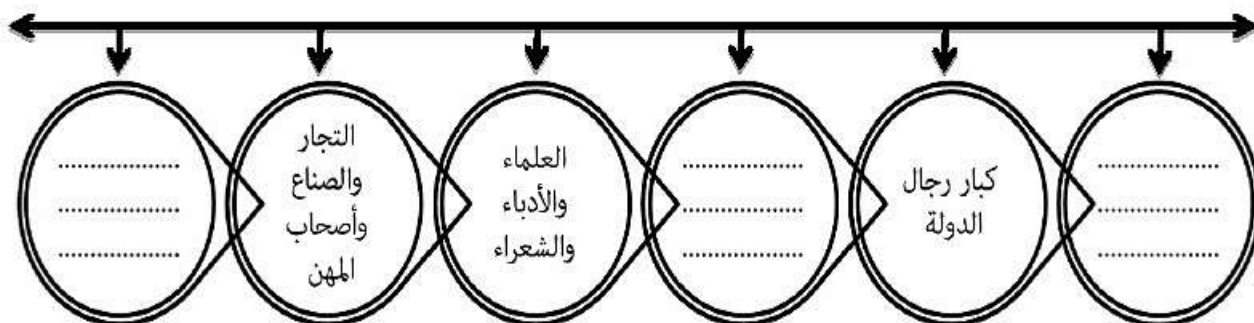 كبار رجال
الدولة
العلماء
والأدباء
والشعراء
التجار
والصناع
وأصحاب
المهن